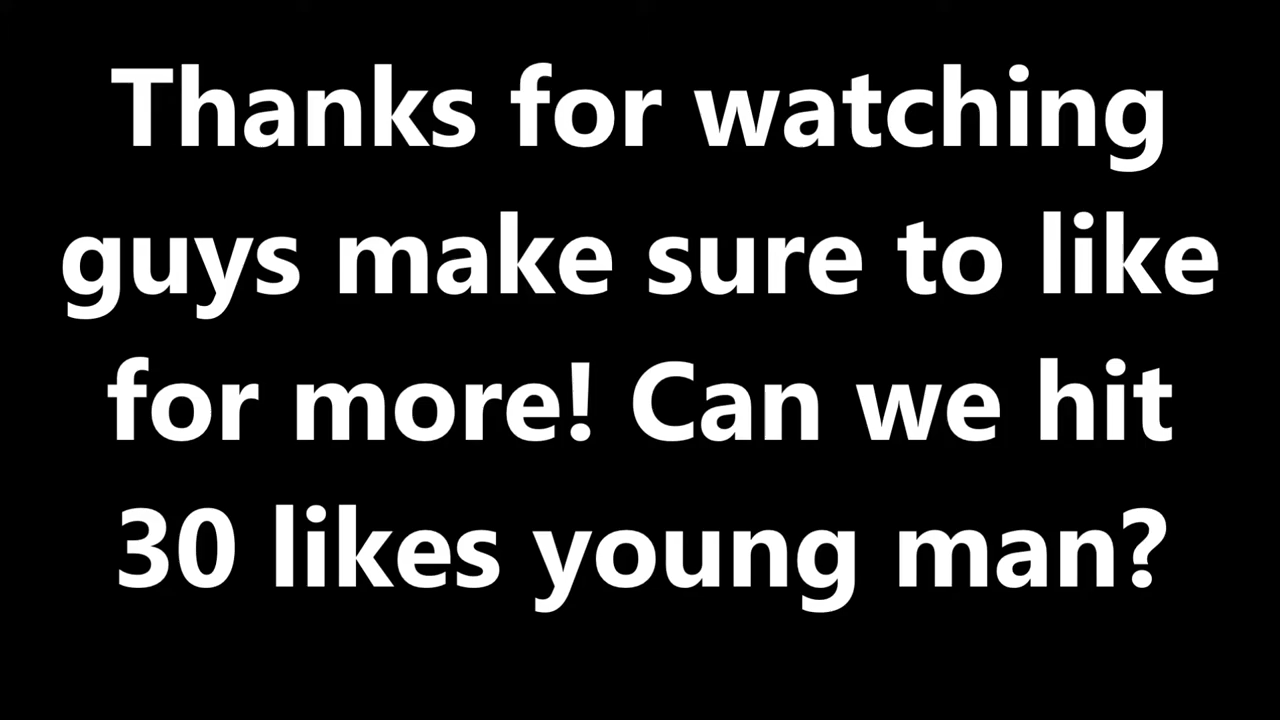 Thanks for watching
guys make sure to like
for more! Can we hit
30 likes young man?